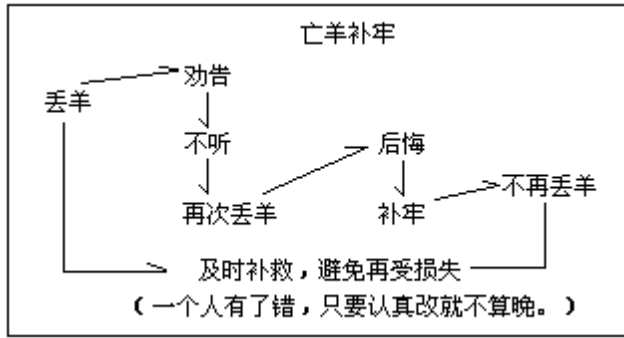 亡羊补牢
劝告
丢羊
不听
后悔
不再丢羊
再次丢羊
补牢
及时补救，避免再受损失
（一个人有了错，只要认真改就不算晚。）